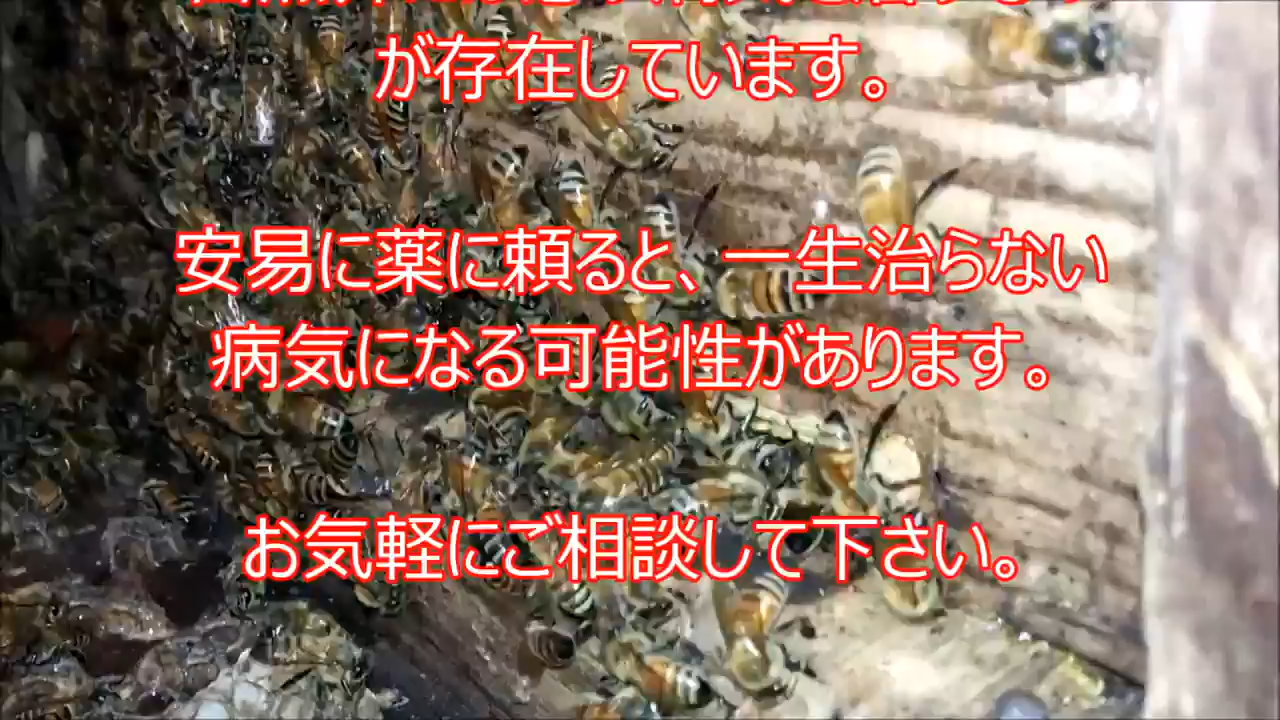 が存在しています。
安易に薬に頼ると、一生治らない
病気になる可能性があります。
お気軽にご相談して下さい。